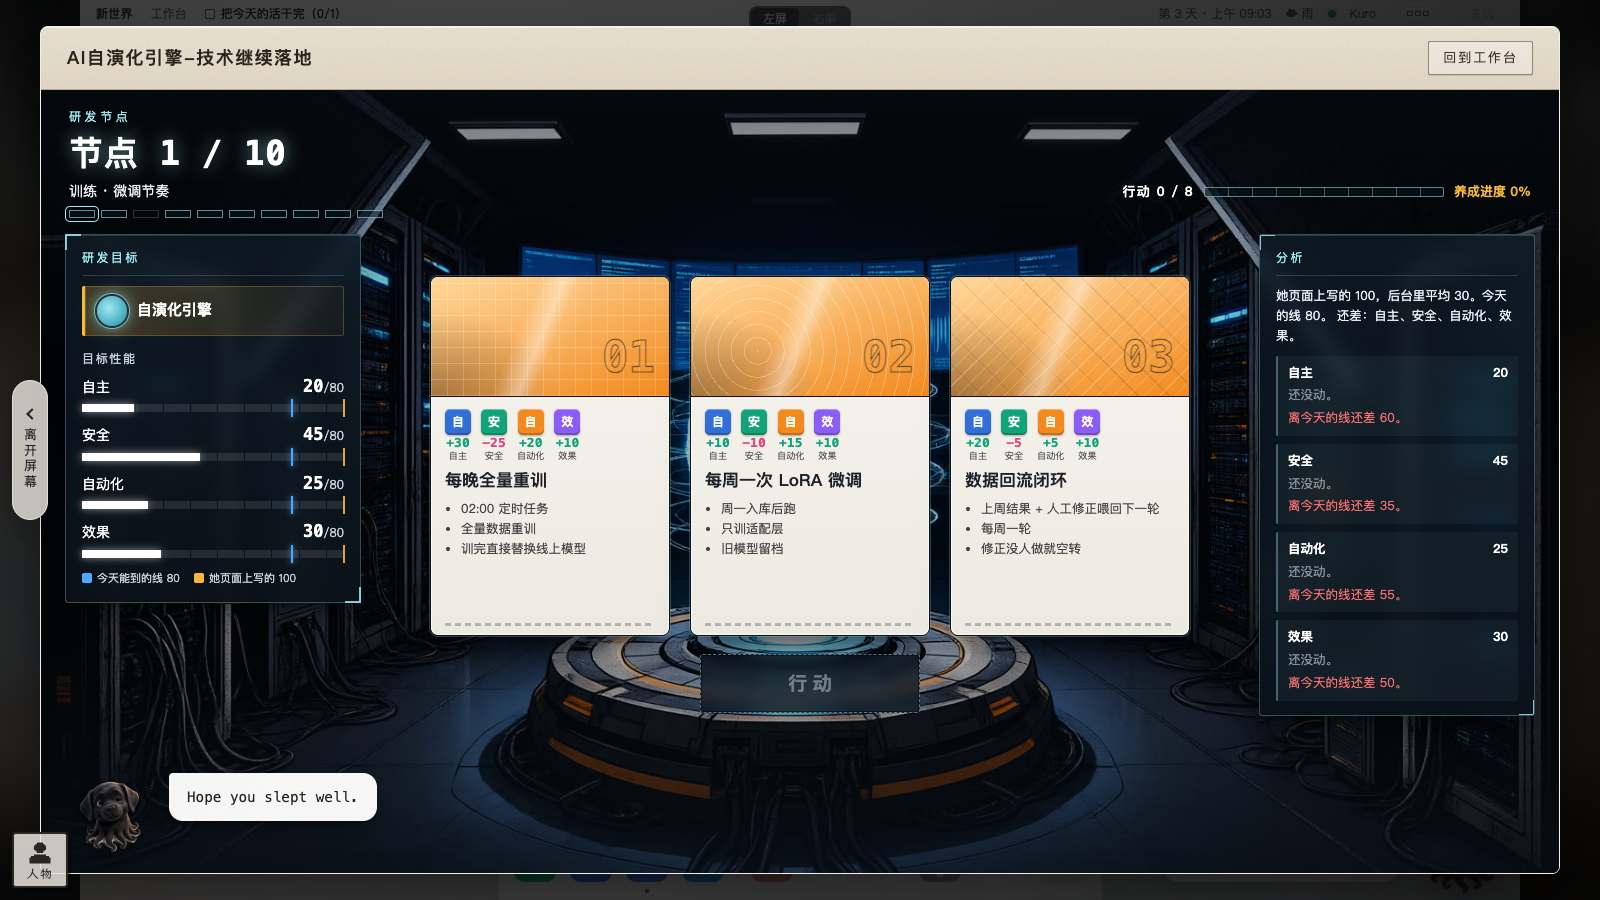 新世界 工作台 把今天的活干完 (0/1)
左屏 右屏
第 3 天 · 上午 09:03 雨 Kuro
AI自演化引擎–技术继续落地
回到工作台
研发节点
节点 1 / 10
训练 · 微调节奏
行动 0 / 8
养成进度 0%
研发目标
自演化引擎
目标性能
自主 20/80
安全 45/80
自动化 25/80
效果 30/80
今天能到的线 80 她页面上写的 100
01
自 安 自 效
+30 -25 +20 +10
自主 安全 自动化 效果
每晚全量重训
• 02:00 定时任务
• 全量数据重训
• 训完直接替换线上模型
02
自 安 自 效
+10 -10 +15 +10
自主 安全 自动化 效果
每周一次 LoRA 微调
• 周一入库后跑
• 只训适配层
• 旧模型留档
03
自 安 自 效
+20 -5 +5 +10
自主 安全 自动化 效果
数据回流闭环
• 上周结果 + 人工修正喂回下一轮
• 每周一轮
• 修正没人做就空转
行动
分析
她页面上写的 100，后台里平均 30。今天
的线 80。 还差：自主、安全、自动化、效
果。
自主 20
还没动。
离今天的线还差 60。
安全 45
还没动。
离今天的线还差 35。
自动化 25
还没动。
离今天的线还差 55。
效果 30
还没动。
离今天的线还差 50。
离开屏幕
Hope you slept well.
人物